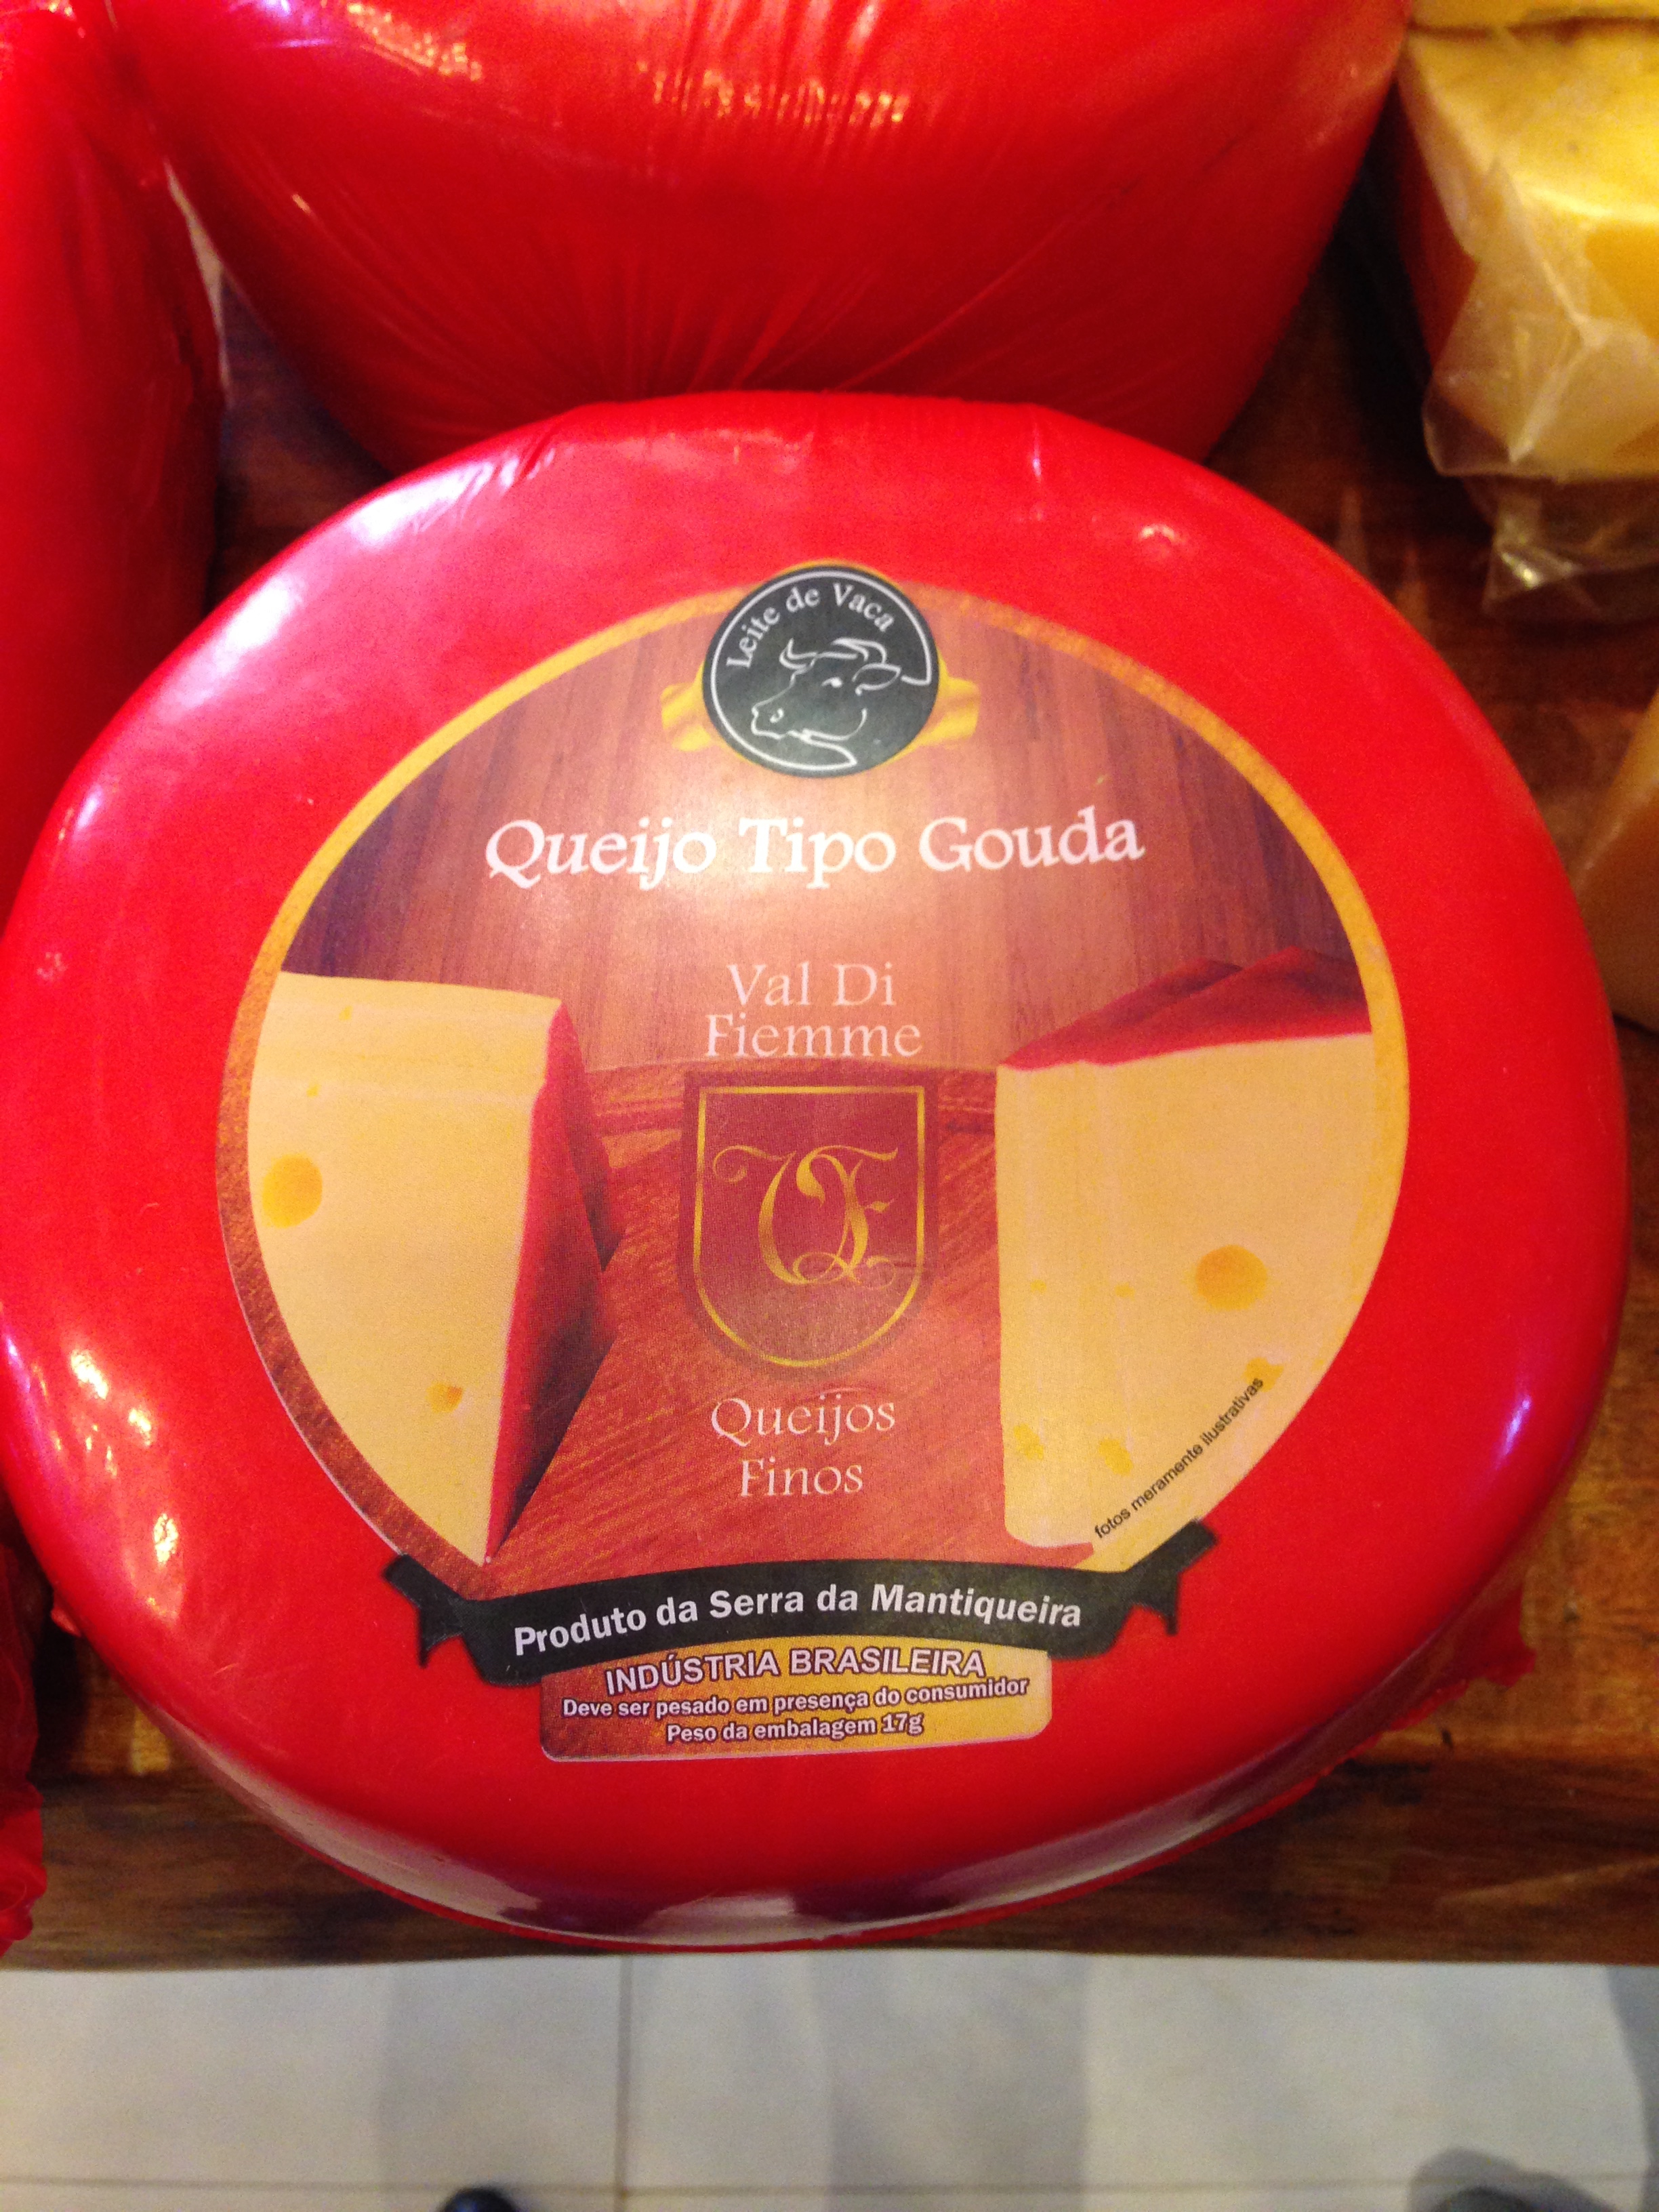 Leite de Vaca
Queijo Tipo Gouda
Val Di
Fiemme
VF
Queijos
Finos
fotos meramente ilustrativas
Produto da Serra da Mantiqueira
INDÚSTRIA BRASILEIRA
Deve ser pesado em presença do consumidor
Peso da embalagem 17g